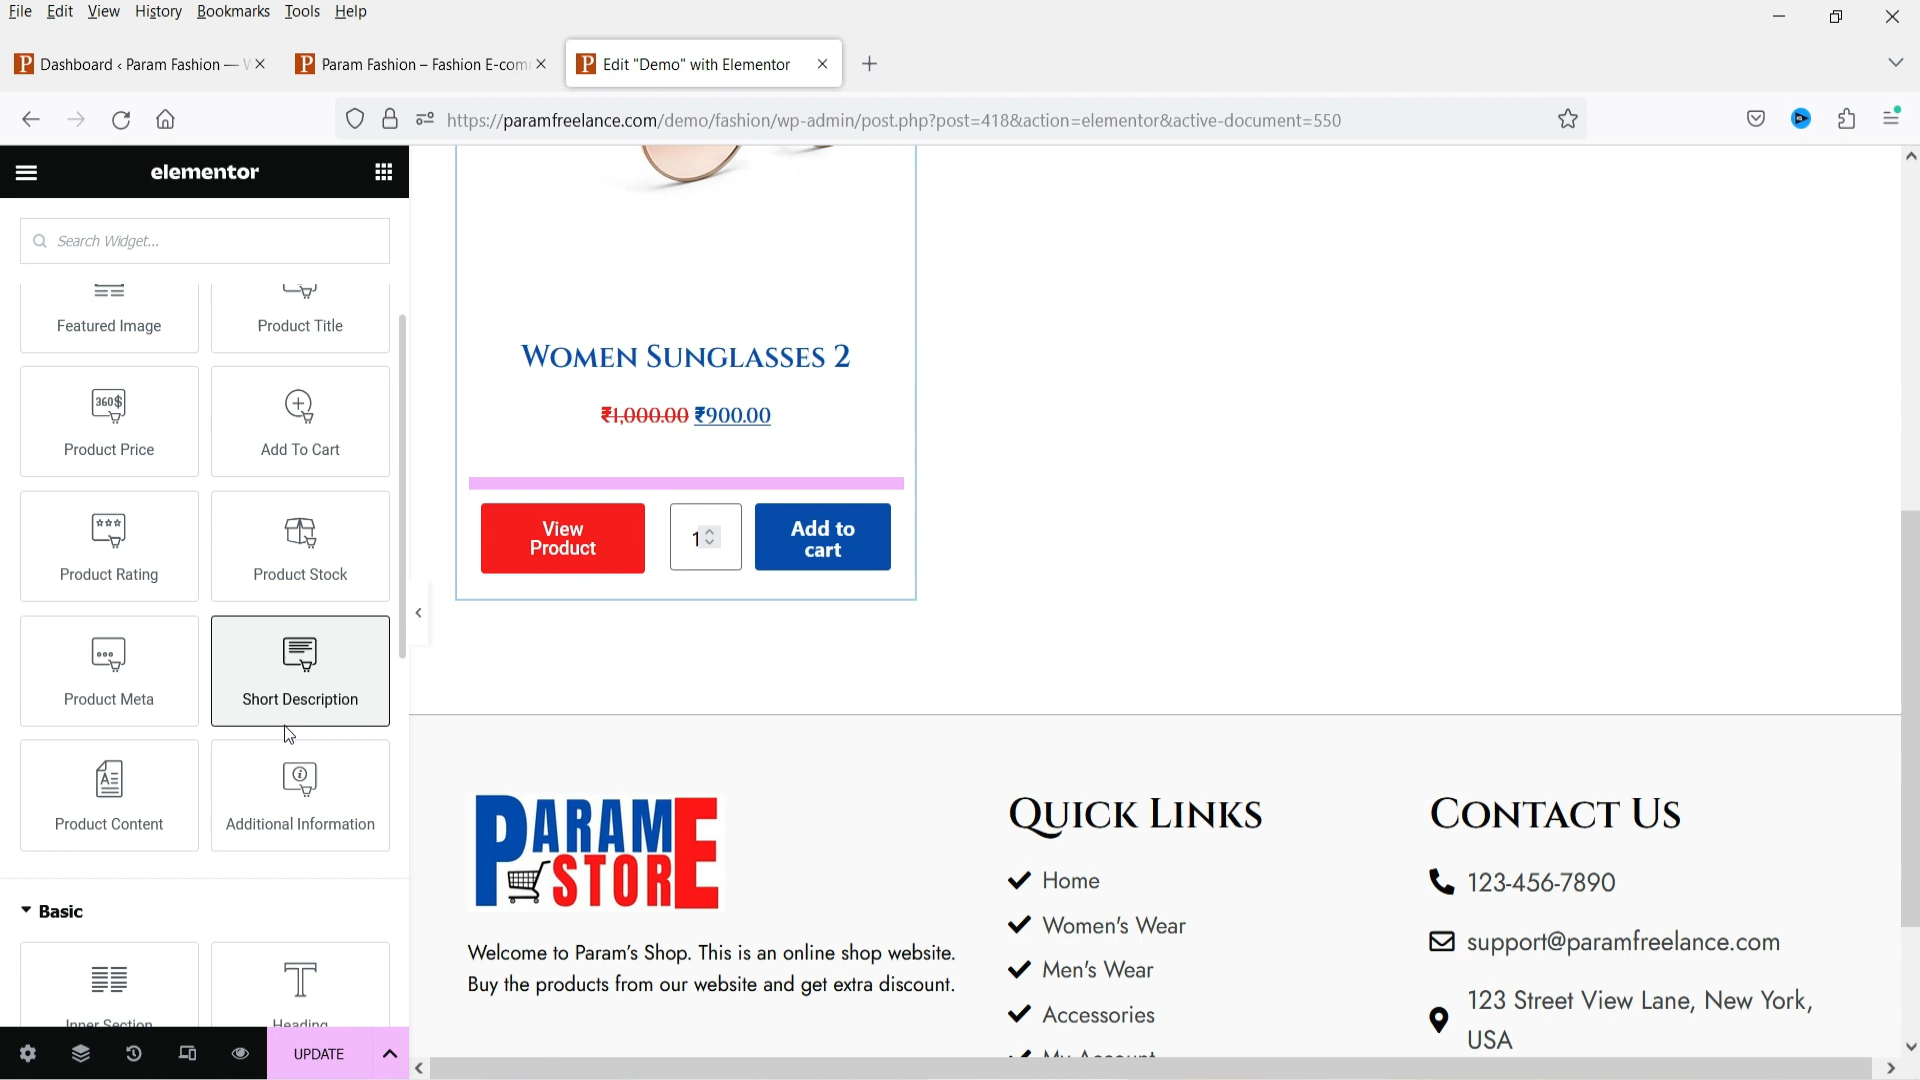 File Edit View History Bookmarks Tools Help
Dashboard ‹ Param Fashion — W
Param Fashion – Fashion E-com
Edit "Demo" with Elementor
https://paramfreelance.com/demo/fashion/wp-admin/post.php?post=418&action=elementor&active-document=550
elementor
Search Widget...
Featured Image
Product Title
360$
Product Price
Add To Cart
Product Rating
Product Stock
Product Meta
Short Description
Product Content
Additional Information
Basic
Inner Section
Heading
UPDATE
Women Sunglasses 2
₹1,000.00 ₹900.00
View
Product
1
Add to
cart
PARAM STORE
Welcome to Param's Shop. This is an online shop website.
Buy the products from our website and get extra discount.
Quick Links
Home
Women's Wear
Men's Wear
Accessories
My Account
Contact Us
123-456-7890
support@paramfreelance.com
123 Street View Lane, New York,
USA